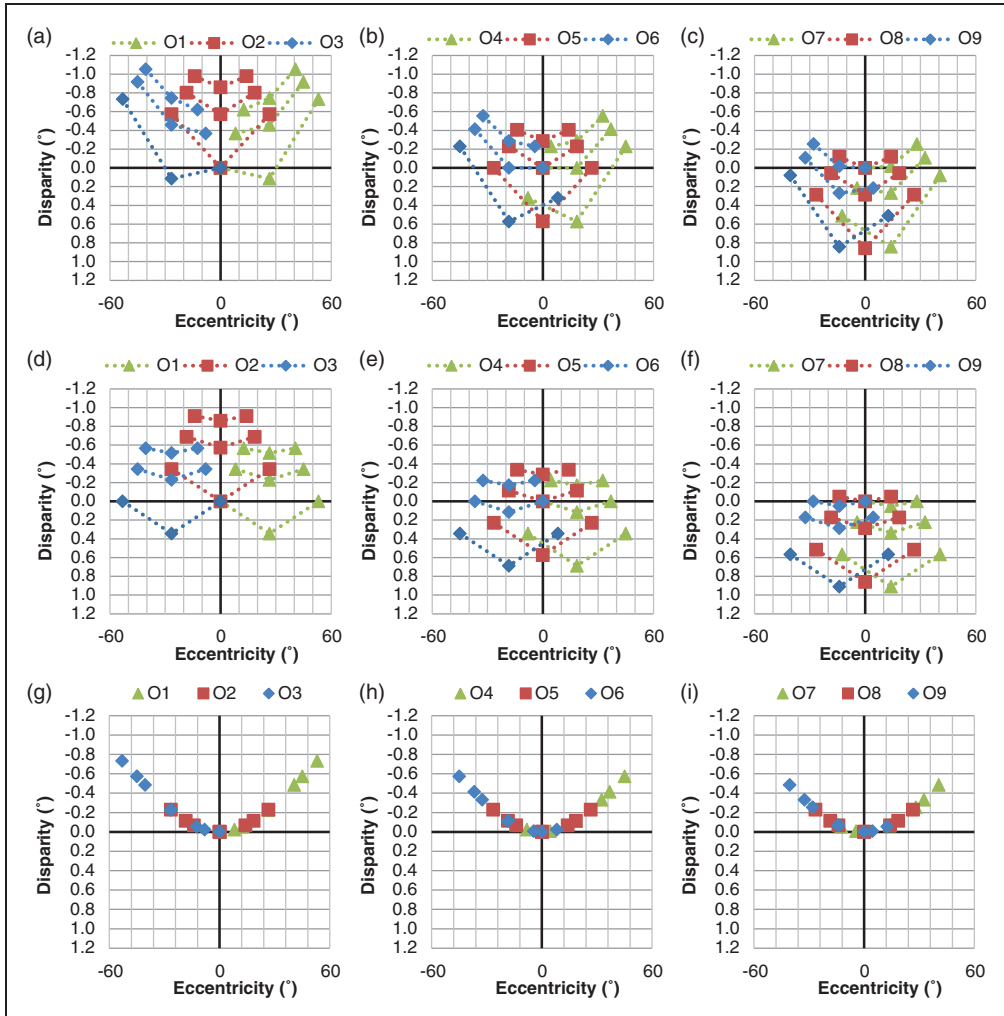 (a) O1 O2 O3
(b) O4 O5 O6
(c) O7 O8 O9
-1.2 -1.2 -1.2
-1.0 -1.0 -1.0
-0.8 -0.8 -0.8
-0.6 -0.6 -0.6
-0.4 -0.4 -0.4
-0.2 -0.2 -0.2
0.0 0.0 0.0
0.2 0.2 0.2
0.4 0.4 0.4
0.6 0.6 0.6
0.8 0.8 0.8
1.0 1.0 1.0
1.2 1.2 1.2
Disparity (°) Disparity (°) Disparity (°)
-60 0 60 -60 0 60 -60 0 60
Eccentricity (°) Eccentricity (°) Eccentricity (°)
(d) O1 O2 O3
(e) O4 O5 O6
(f) O7 O8 O9
-1.2 -1.2 -1.2
-1.0 -1.0 -1.0
-0.8 -0.8 -0.8
-0.6 -0.6 -0.6
-0.4 -0.4 -0.4
-0.2 -0.2 -0.2
0.0 0.0 0.0
0.2 0.2 0.2
0.4 0.4 0.4
0.6 0.6 0.6
0.8 0.8 0.8
1.0 1.0 1.0
1.2 1.2 1.2
Disparity (°) Disparity (°) Disparity (°)
-60 0 60 -60 0 60 -60 0 60
Eccentricity (°) Eccentricity (°) Eccentricity (°)
(g) O1 O2 O3
(h) O4 O5 O6
(i) O7 O8 O9
-1.2 -1.2 -1.2
-1.0 -1.0 -1.0
-0.8 -0.8 -0.8
-0.6 -0.6 -0.6
-0.4 -0.4 -0.4
-0.2 -0.2 -0.2
0.0 0.0 0.0
0.2 0.2 0.2
0.4 0.4 0.4
0.6 0.6 0.6
0.8 0.8 0.8
1.0 1.0 1.0
1.2 1.2 1.2
Disparity (°) Disparity (°) Disparity (°)
-60 0 60 -60 0 60 -60 0 60
Eccentricity (°) Eccentricity (°) Eccentricity (°)